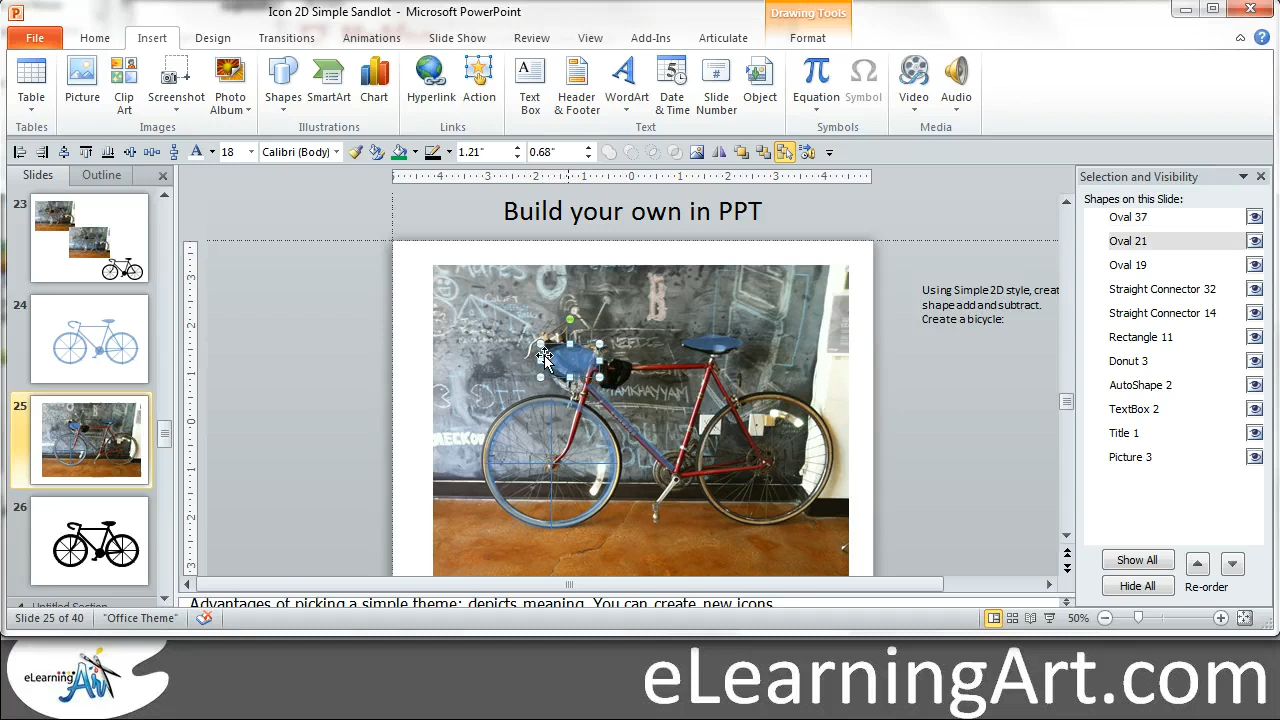 Icon 2D Simple Sandlot - Microsoft PowerPoint
Drawing Tools
File Home Insert Design Transitions Animations Slide Show Review View Add-Ins Articulate Format
Table Picture Clip Art Screenshot Photo Album Shapes SmartArt Chart Hyperlink Action Text Box Header & Footer WordArt Date & Time Slide Number Object Equation Symbol Video Audio
Tables Images Illustrations Links Text Symbols Media
18 Calibri (Body) 1.21" 0.68"
Slides Outline
23
24
25
26
Build your own in PPT
Using Simple 2D style, creat
shape add and subtract.
Create a bicycle:
Selection and Visibility
Shapes on this Slide:
Oval 37
Oval 21
Oval 19
Straight Connector 32
Straight Connector 14
Rectangle 11
Donut 3
AutoShape 2
TextBox 2
Title 1
Picture 3
Show All
Hide All Re-order
Advantages of picking a simple theme: depicts meaning. You can create new icons
Slide 25 of 40 "Office Theme" 50%
eLearning Art
eLearningArt.com